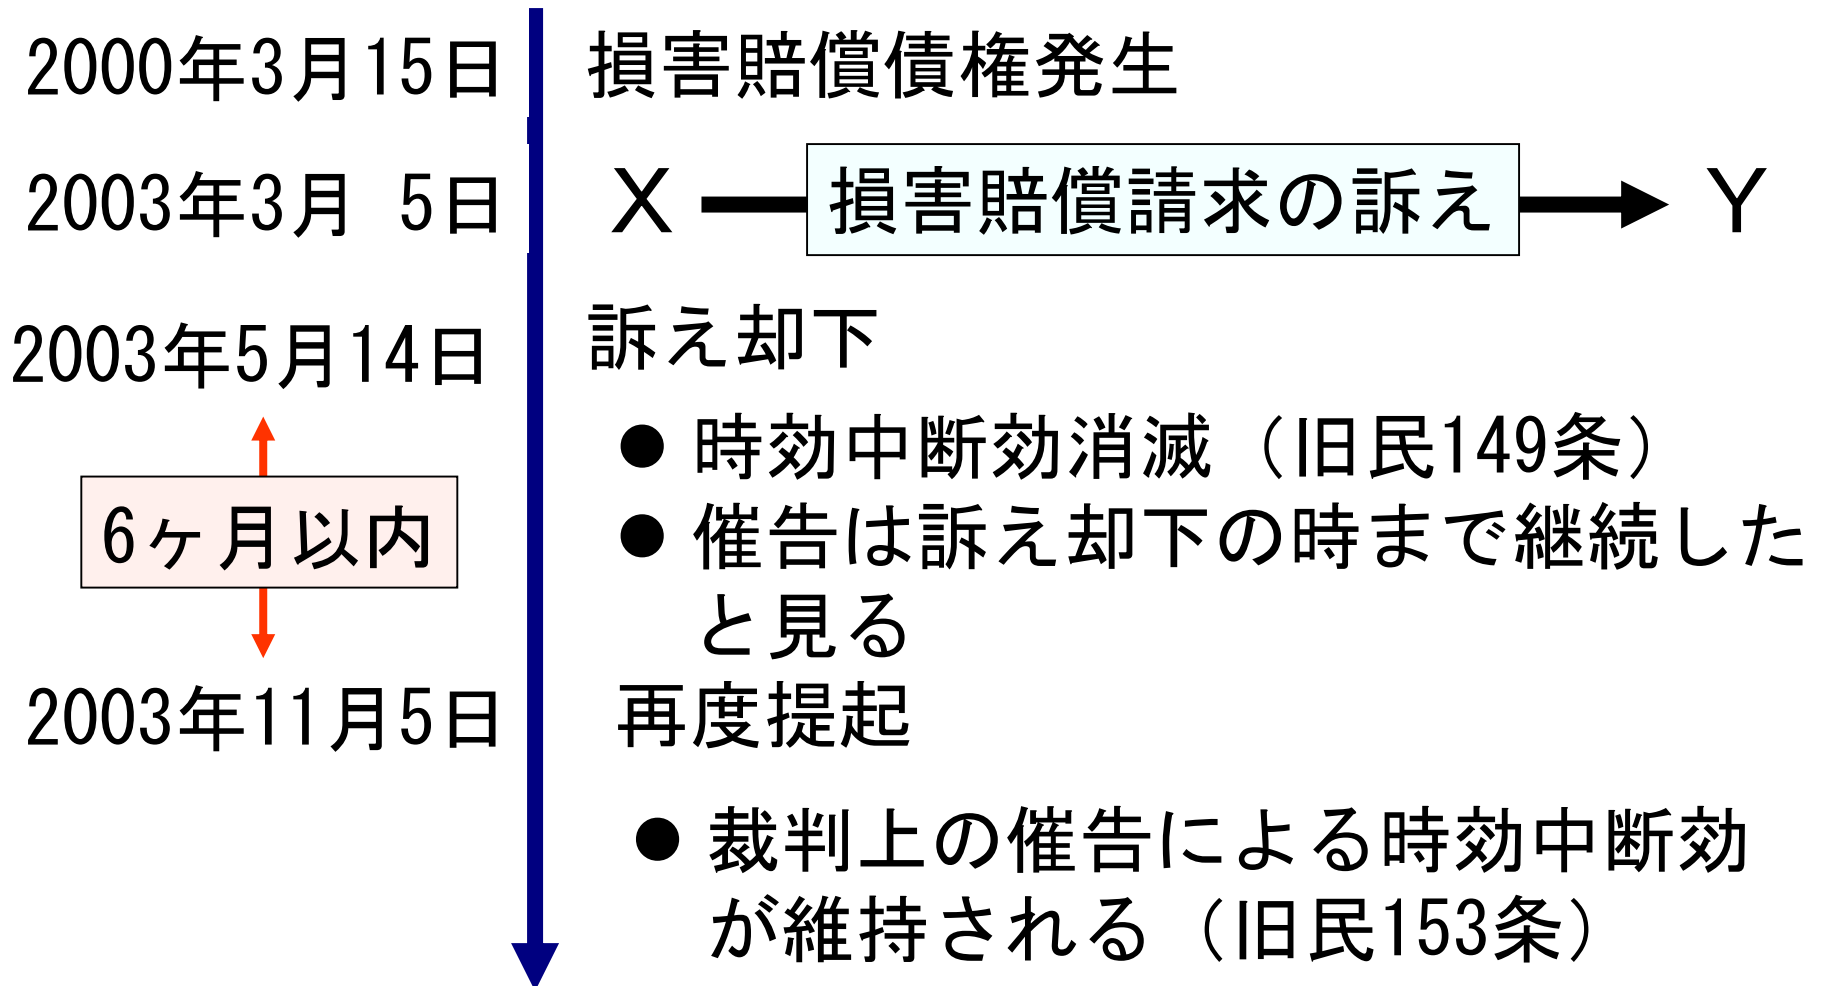 2000年3月15日 損害賠償債権発生
2003年3月 5日 X 損害賠償請求の訴え Y
2003年5月14日 訴え却下
● 時効中断効消滅（旧民149条）
6ヶ月以内
● 催告は訴え却下の時まで継続した
と見る
2003年11月5日 再度提起
● 裁判上の催告による時効中断効
が維持される（旧民153条）